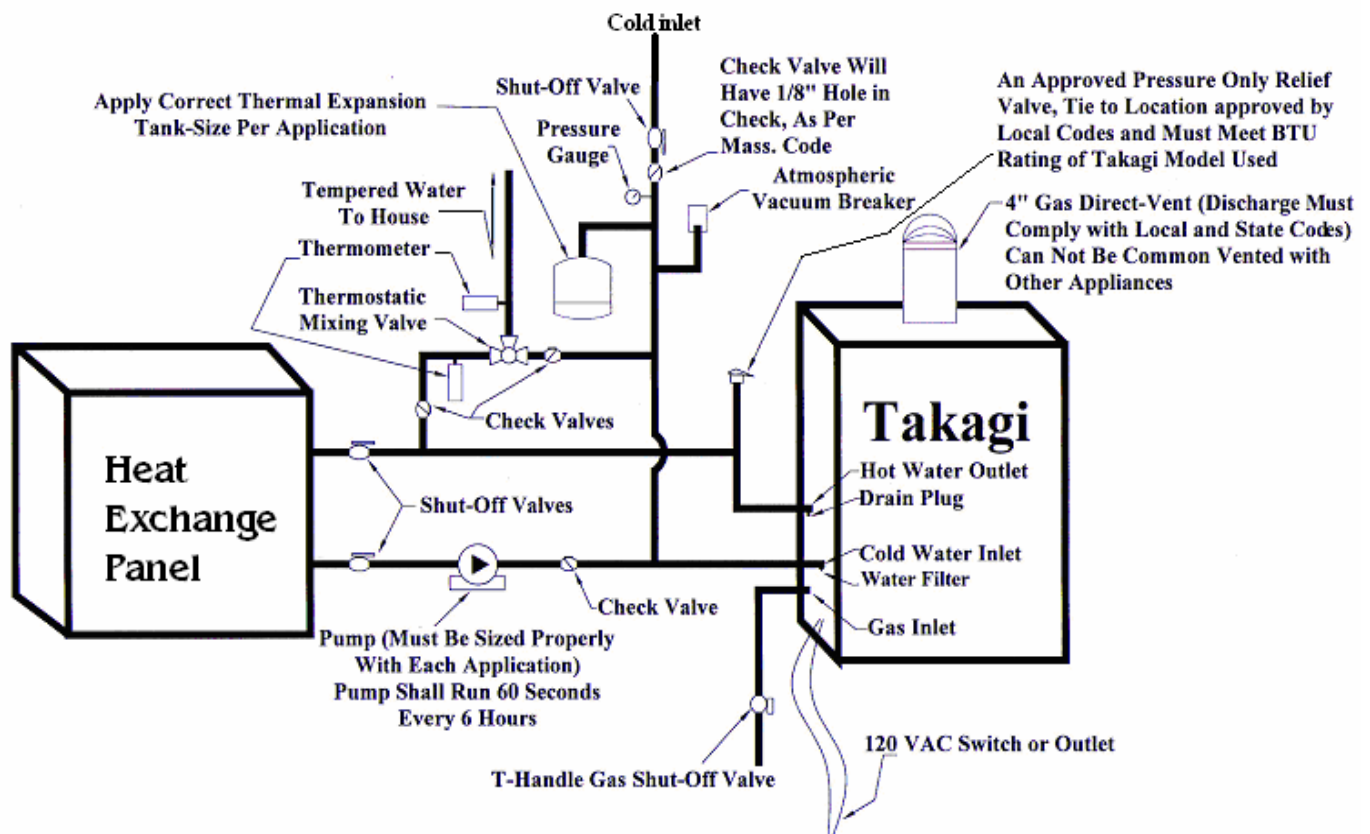 Cold inlet
Shut-Off Valve
Check Valve Will
Have 1/8" Hole in
Check, As Per
Mass. Code
An Approved Pressure Only Relief
Valve, Tie to Location approved by
Local Codes and Must Meet BTU
Rating of Takagi Model Used
Apply Correct Thermal Expansion
Tank-Size Per Application
Pressure
Gauge
Atmospheric
Vacuum Breaker
Tempered Water
To House
4" Gas Direct-Vent (Discharge Must
Comply with Local and State Codes)
Can Not Be Common Vented with
Other Appliances
Thermometer
Thermostatic
Mixing Valve
Check Valves
Takagi
Heat
Exchange
Panel
Hot Water Outlet
Drain Plug
Shut-Off Valves
Cold Water Inlet
Water Filter
Check Valve
Gas Inlet
Pump (Must Be Sized Properly
With Each Application)
Pump Shall Run 60 Seconds
Every 6 Hours
120 VAC Switch or Outlet
T-Handle Gas Shut-Off Valve